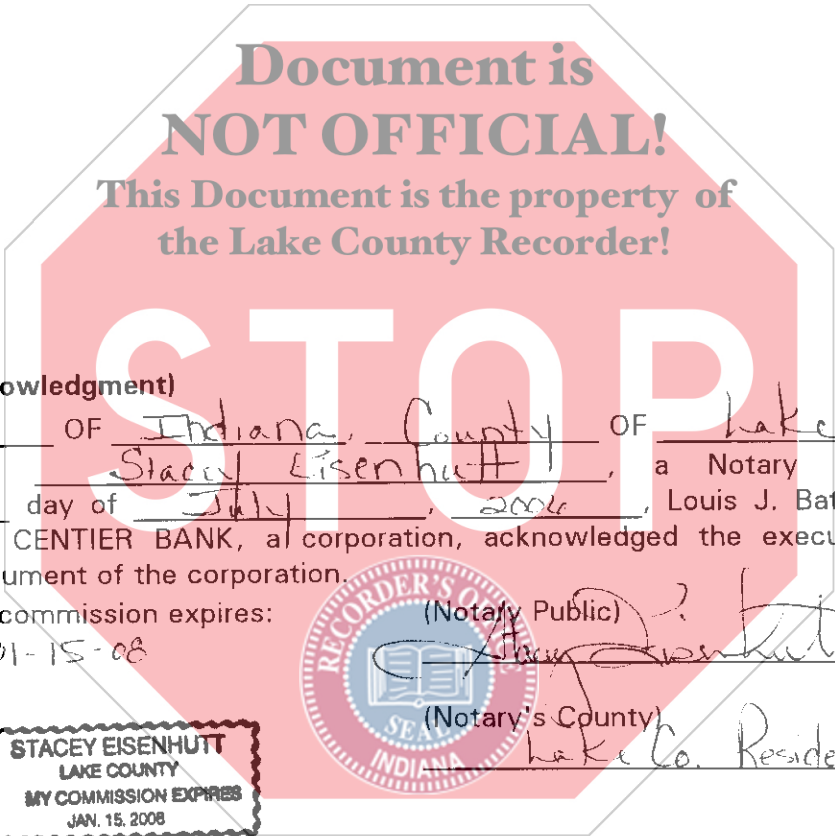 Document is
NOT OFFICIAL!
This Document is the property of
the Lake County Recorder!
STOP
owledgment)
OF Indiana, County OF Lake
Stacey Eisenhutt, a Notary
day of July, 2006, Louis J. Bat
CENTIER BANK, a corporation, acknowledged the execu
ument of the corporation.
commission expires:
01-15-08
(Notary Public)
Stacey Eisenhutt
(Notary's County)
Lake Co. Reside
RECORDER'S OFFICE
SEAL
INDIANA
STACEY EISENHUTT
LAKE COUNTY
MY COMMISSION EXPIRES
JAN. 15, 2008